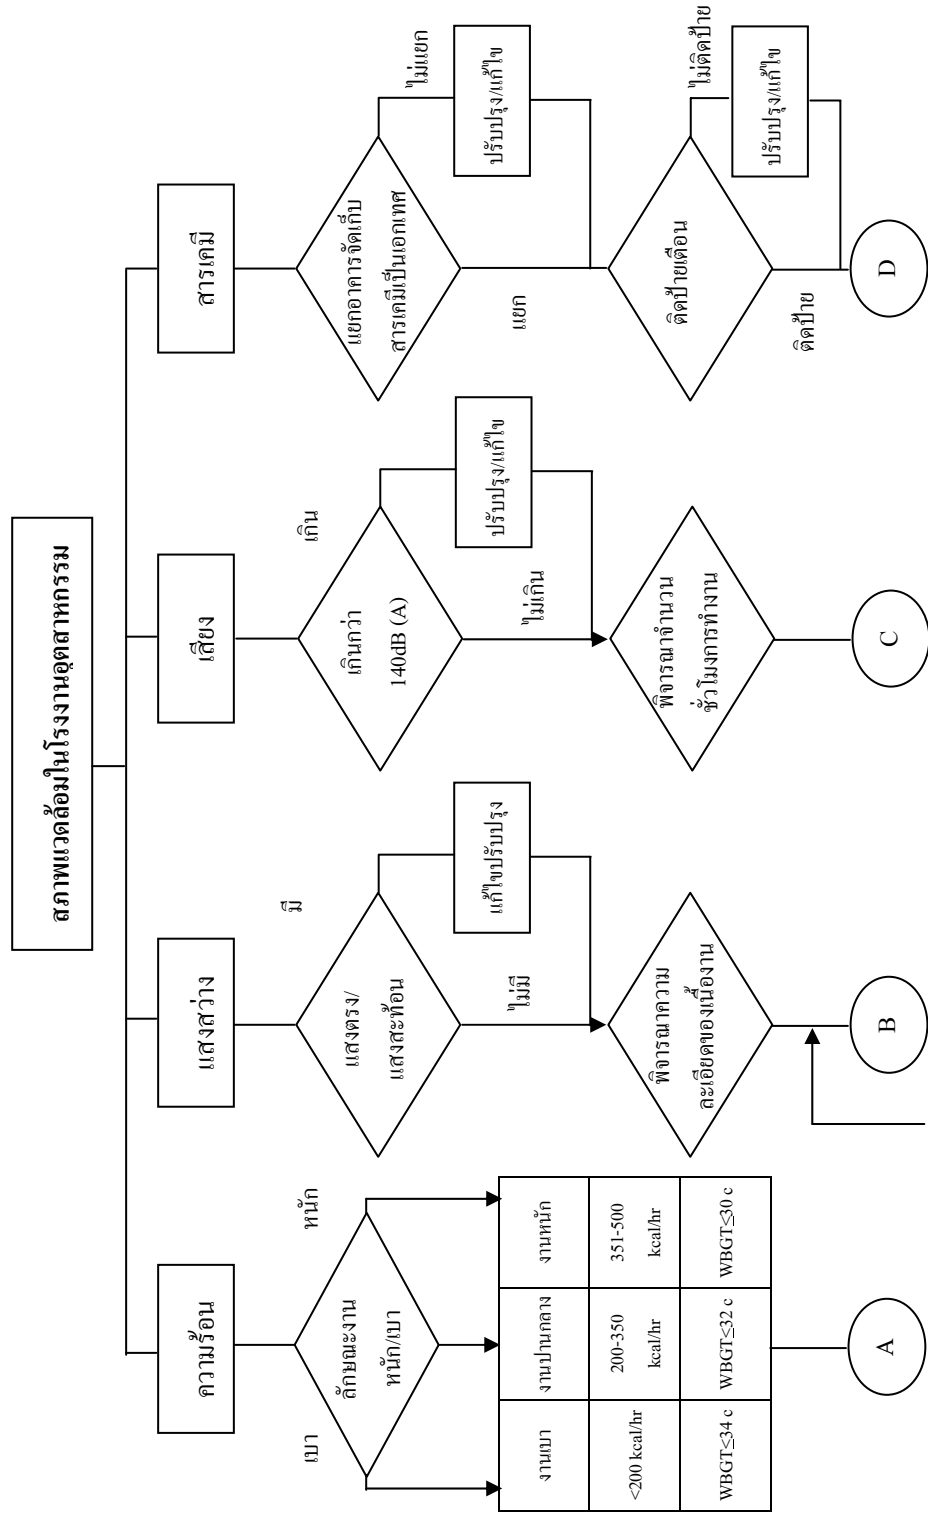 สภาพแวดล้อมในโรงงานอุตสาหกรรม
ความร้อน
แสงสว่าง
เสียง
สารเคมี
ลักษณะงาน
หนัก/เบา
เบา
หนัก
งานเบา
งานปานกลาง
งานหนัก
<200 kcal/hr
200-350
kcal/hr
351-500
kcal/hr
WBGT≤34 c
WBGT≤32 c
WBGT≤30 c
A
แสงตรง/
แสงสะท้อน
มี
แก้ไขปรับปรุง
ไม่มี
พิจารณาความ
ละเอียดของเนื้องาน
B
เกินกว่า
140dB (A)
เกิน
ปรับปรุง/แก้ไข
ไม่เกิน
พิจารณาจำนวน
ชั่วโมงการทำงาน
C
แยกอาคารจัดเก็บ
สารเคมีเป็นเอกเทศ
ไม่แยก
ปรับปรุง/แก้ไข
แยก
ติดป้ายเตือน
ไม่ติดป้าย
ปรับปรุง/แก้ไข
ติดป้าย
D